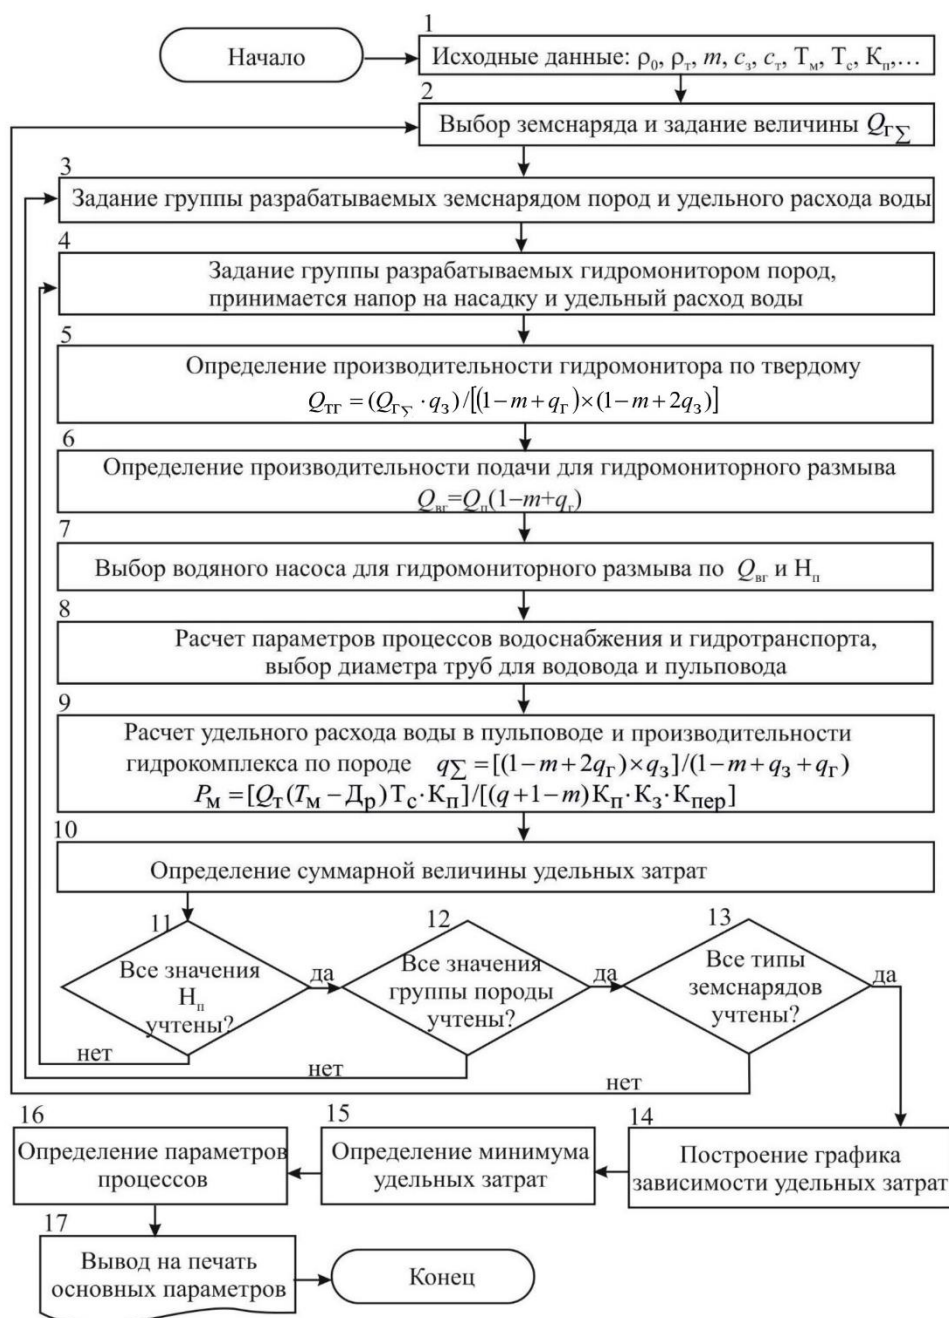 Начало
1
Исходные данные: ρ₀, ρт, m, cз, cт, Тм, Тс, Кп,…
2
Выбор земснаряда и задание величины QГ∑
3
Задание группы разрабатываемых земснарядом пород и удельного расхода воды
4
Задание группы разрабатываемых гидромонитором пород,
принимается напор на насадку и удельный расход воды
5
Определение производительности гидромонитора по твердому
QТГ = (QГ∑ · qз) / [(1−m + qГ) × (1−m + 2qз)]
6
Определение производительности подачи для гидромониторного размыва
Qвг=Qп(1−m+qг)
7
Выбор водяного насоса для гидромониторного размыва по Qвг и Нп
8
Расчет параметров процессов водоснабжения и гидротранспорта,
выбор диаметра труб для водовода и пульповода
9
Расчет удельного расхода воды в пульповоде и производительности
гидрокомплекса по породе q∑ = [(1−m + 2qГ) × qз] / (1−m + qз + qГ)
Pм = [Qт (Tм − Др) Тс · Кп] / [(q +1−m) Кп · Кз · Кпер]
10
Определение суммарной величины удельных затрат
11
Все значения
Нп
учтены?
да
нет
12
Все значения
группы породы
учтены?
да
нет
13
Все типы
земснарядов
учтены?
да
нет
14
Построение графика
зависимости удельных затрат
15
Определение минимума
удельных затрат
16
Определение параметров
процессов
17
Вывод на печать
основных параметров
Конец